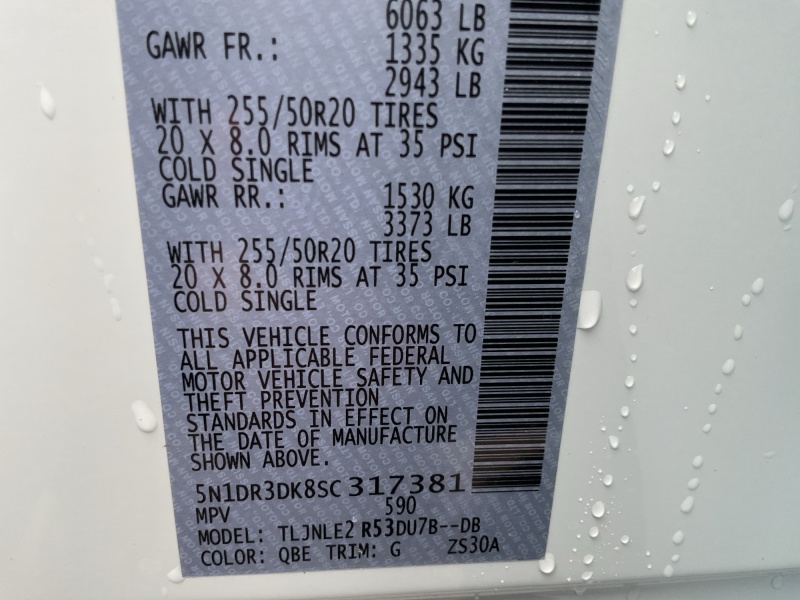 6063 LB
GAWR FR.: 1335 KG
2943 LB
WITH 255/50R20 TIRES
20 X 8.0 RIMS AT 35 PSI
COLD SINGLE
GAWR RR.: 1530 KG
3373 LB
WITH 255/50R20 TIRES
20 X 8.0 RIMS AT 35 PSI
COLD SINGLE
THIS VEHICLE CONFORMS TO
ALL APPLICABLE FEDERAL
MOTOR VEHICLE SAFETY AND
THEFT PREVENTION
STANDARDS IN EFFECT ON
THE DATE OF MANUFACTURE
SHOWN ABOVE.
5N1DR3DK8SC317381
MPV 590
MODEL: TLJNLE2 R53DU7B--DB
COLOR: QBE TRIM: G ZS30A